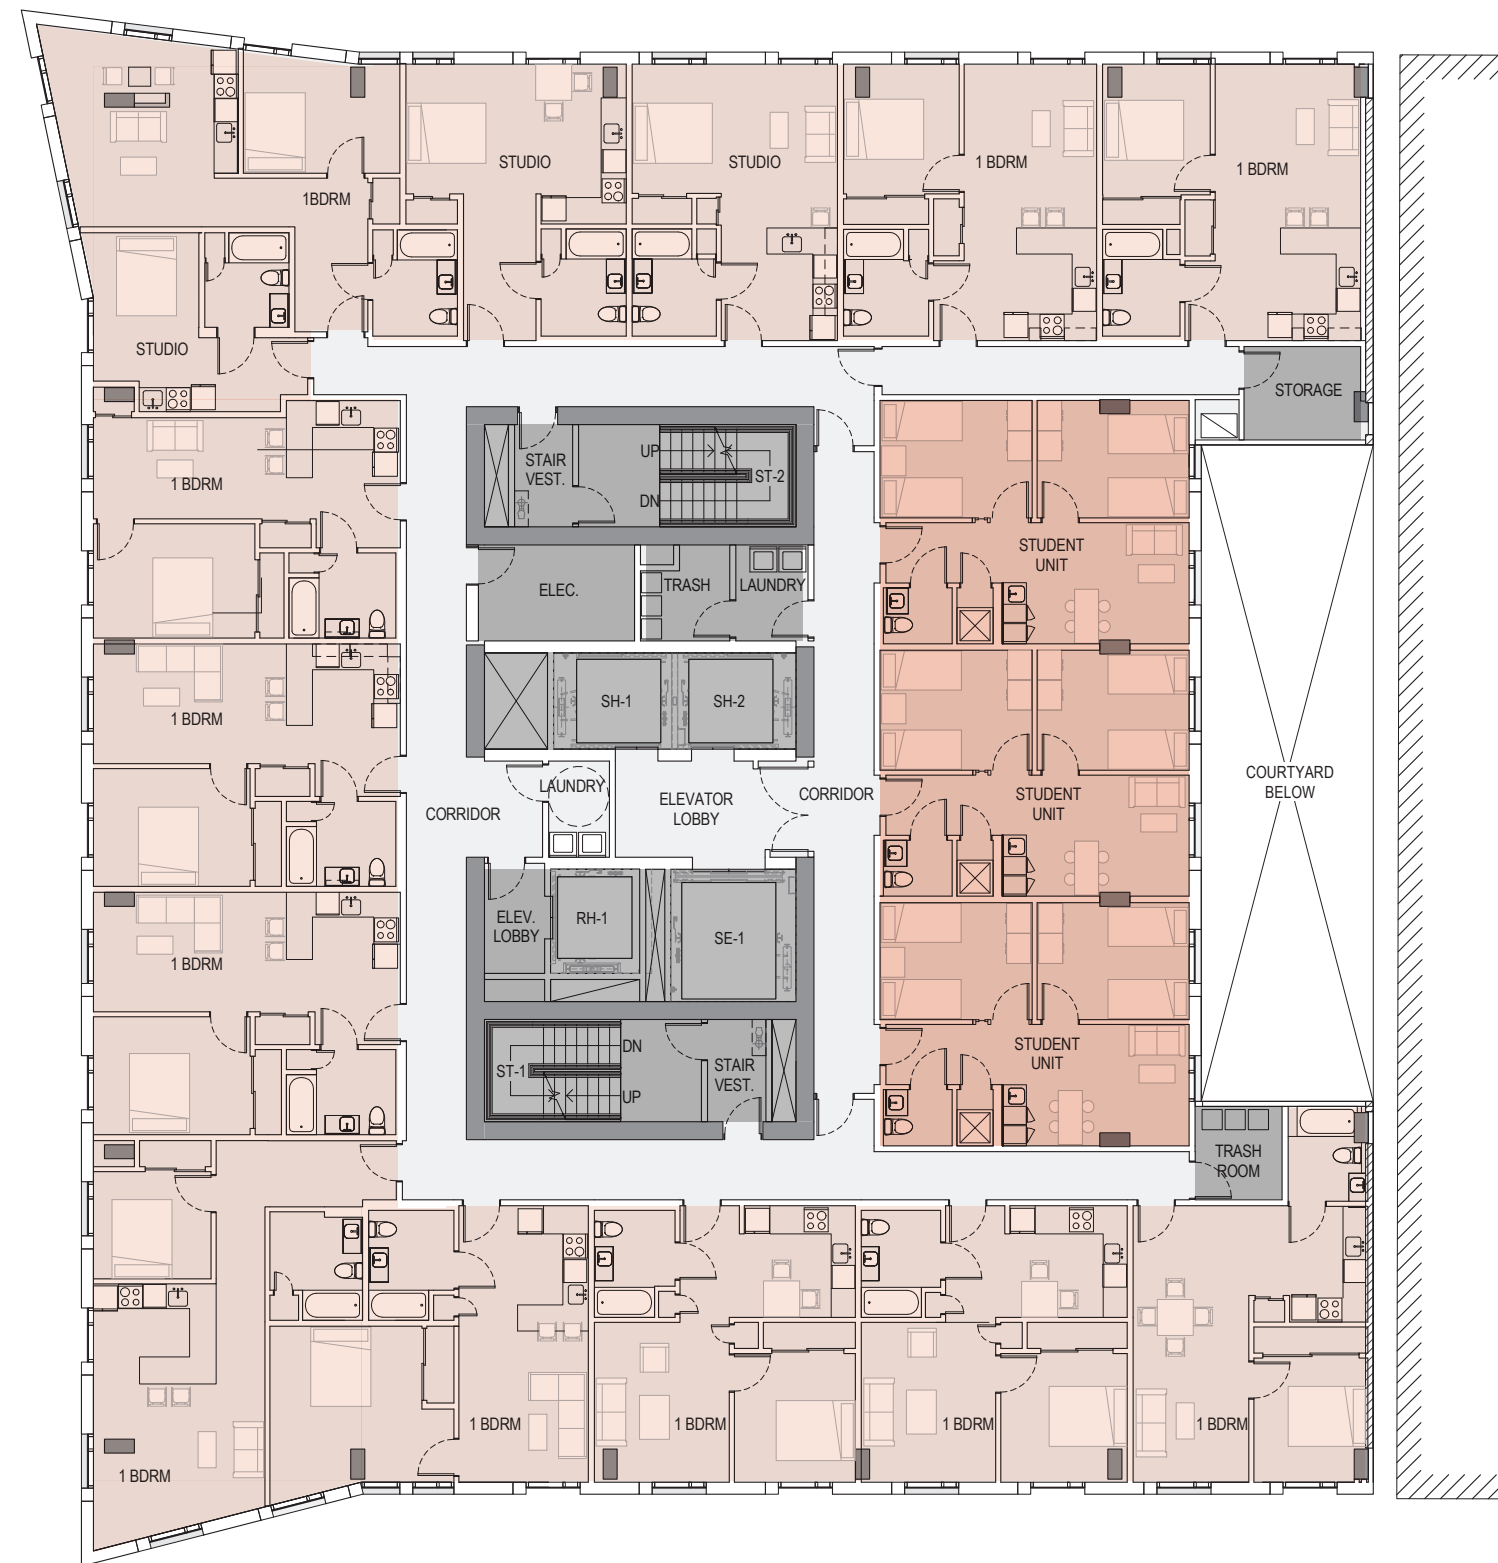 STUDIO
STUDIO
1 BDRM
1 BDRM
1BDRM
STUDIO
STORAGE
STAIR
VEST.
UP
ST-2
DN
1 BDRM
STUDENT
UNIT
ELEC.
TRASH
LAUNDRY
SH-1
SH-2
1 BDRM
COURTYARD
BELOW
LAUNDRY
ELEVATOR
LOBBY
CORRIDOR
CORRIDOR
STUDENT
UNIT
ELEV.
LOBBY
RH-1
SE-1
1 BDRM
STUDENT
UNIT
DN
ST-1
UP
STAIR
VEST.
TRASH
ROOM
1 BDRM
1 BDRM
1 BDRM
1 BDRM
1 BDRM